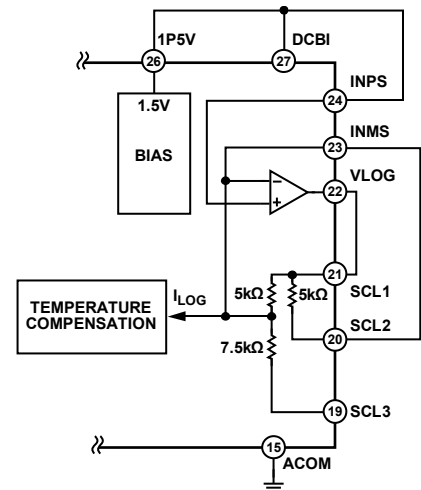 1P5V
DCBI
26
27
INPS
1.5V
24
BIAS
INMS
23
VLOG
−
+
22
21
ILOG
5kΩ
5kΩ
SCL1
TEMPERATURE
COMPENSATION
SCL2
20
7.5kΩ
19
SCL3
15
ACOM